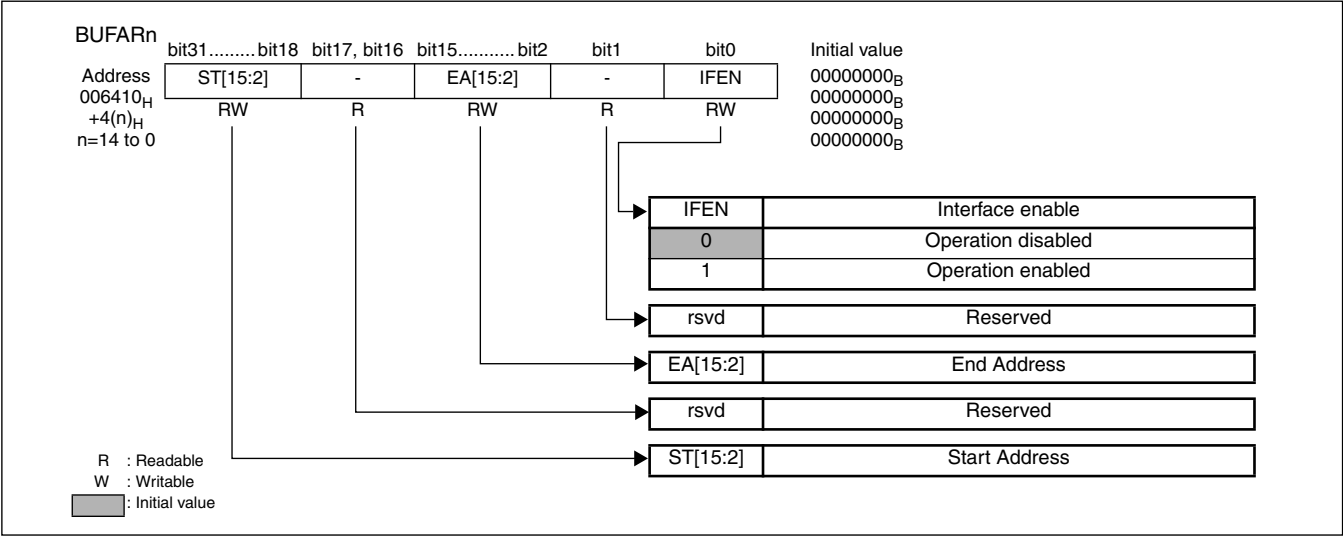 BUFARn
bit31.........bit18 bit17, bit16 bit15...........bit2 bit1 bit0 Initial value
Address ST[15:2] - EA[15:2] - IFEN 00000000B
006410H 00000000B
+4(n)H RW R RW R RW 00000000B
n=14 to 0 00000000B
IFEN Interface enable
0 Operation disabled
1 Operation enabled
rsvd Reserved
EA[15:2] End Address
rsvd Reserved
ST[15:2] Start Address
R : Readable
W : Writable
: Initial value